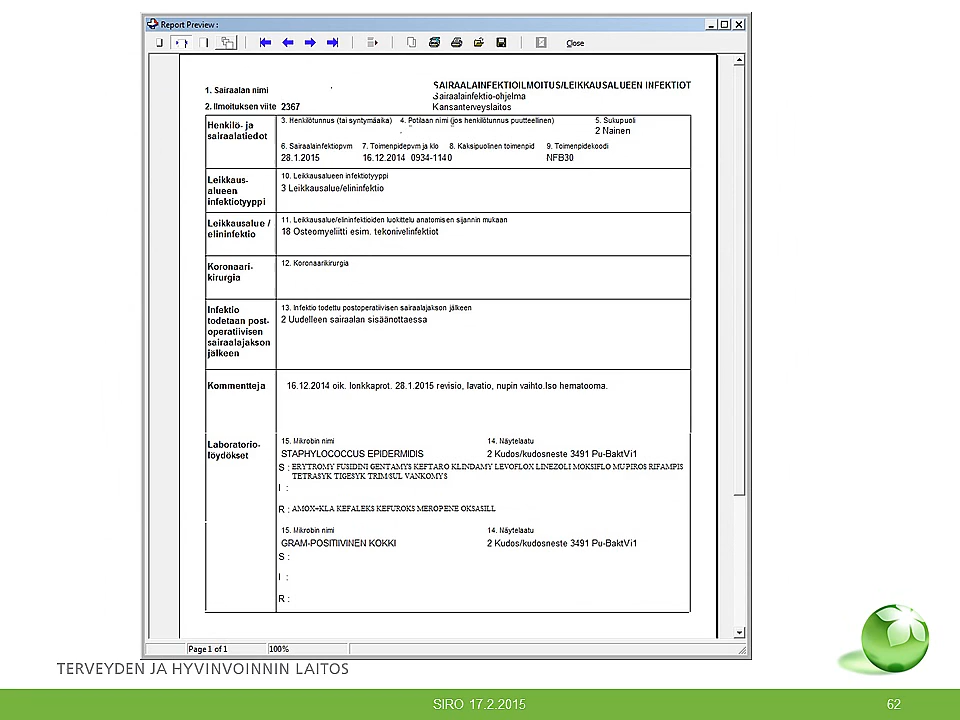 Report Preview :
Close
SAIRAALAINFEKTIOILMOITUS/LEIKKAUSALUEEN INFEKTIOT
1. Sairaalan nimi
Sairaalainfektio-ohjelma
2. Ilmoituksen viite 2367
Kansanterveyslaitos
Henkilö- ja sairaalatiedot
3. Henkilötunnus (tai syntymäaika) 4. Potilaan nimi (jos henkilötunnus puutteellinen) 5. Sukupuoli
2 Nainen
6. Sairaalainfektiopvm 7. Toimenpidepvm ja klo 8. Kaksipuolinen toimenpid 9. Toimenpidekoodi
28.1.2015 16.12.2014 0934-1140 NFB30
Leikkaus-
alueen
infektiotyyppi
10. Leikkausalueen infektiotyyppi
3 Leikkausalue/elininfektio
Leikkausalue /
elininfektio
11. Leikkausalue/elininfektioiden luokittelu anatomisen sijannin mukaan
18 Osteomyeliitti esim. tekonivelinfektiot
Koronaari-
kirurgia
12. Koronaarikirurgia
Infektio
todetaan post-
operatiivisen
sairaalajakson
jälkeen
13. Infektio todettu postoperatiivisen sairaalajakson jälkeen
2 Uudelleen sairaalan sisäänottaessa
Kommentteja
16.12.2014 oik. lonkkaprot. 28.1.2015 revisio, lavatio, nupin vaihto.Iso hematooma.
Laboratorio-
löydökset
15. Mikrobin nimi 14. Näytelaatu
STAPHYLOCOCCUS EPIDERMIDIS 2 Kudos/kudosneste 3491 Pu-BaktVi1
S : ERYTROMY FUSIDINI GENTAMYS KEFTARO KLINDAMY LEVOFLOX LINEZOLI MOKSIFLO MUPIROS RIFAMPIS
TETRASYK TIGESYK TRIM/SUL VANKOMYS
I :
R : AMOX+KLA KEFALEKS KEFUROKS MEROPENE OKSASILL
15. Mikrobin nimi 14. Näytelaatu
GRAM-POSITIIVINEN KOKKI 2 Kudos/kudosneste 3491 Pu-BaktVi1
S :
I :
R :
Page 1 of 1 100%
TERVEYDEN JA HYVINVOINNIN LAITOS
SIRO 17.2.2015 62